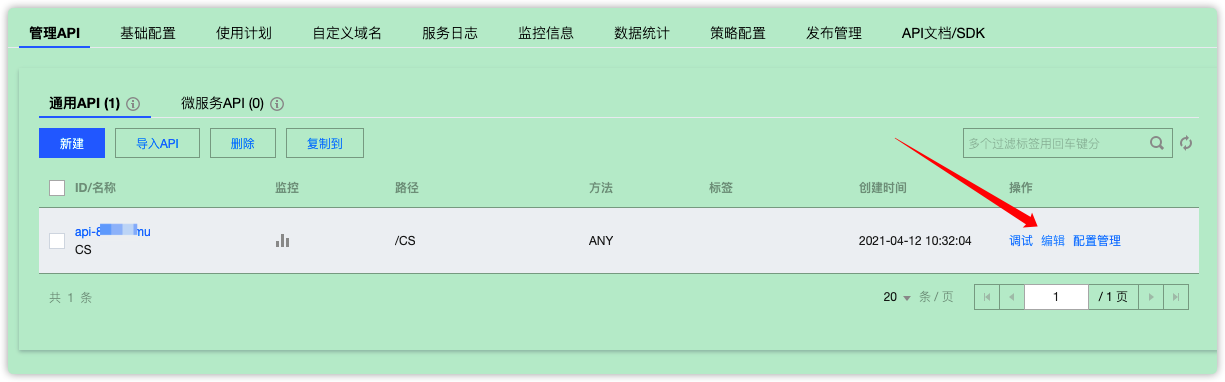 管理API 基础配置 使用计划 自定义域名 服务日志 监控信息 数据统计 策略配置 发布管理 API文档/SDK
通用API (1) 微服务API (0)
新建 导入API 删除 复制到 多个过滤标签用回车键分
ID/名称 监控 路径 方法 标签 创建时间 操作
api- mu
CS /CS ANY 2021-04-12 10:32:04 调试 编辑 配置管理
共 1 条 20 条 / 页 1 / 1 页